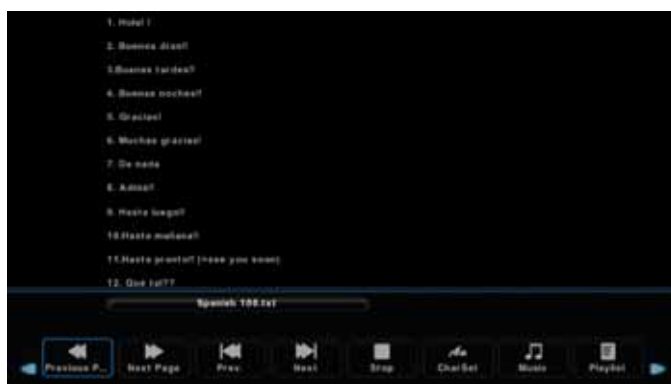 1. Hola! !
2. Buenos dias!!
3.Buenas tardes!!
4. Buenas noches!!
5. Gracias!
6. Muchas gracias!
7. De nada
8. Adios!!
9. Hasta luego!!
10.Hasta mañana!!
11.Hasta pronto!! (=see you soon)
12. Que tal??
Spanish 108.txt
Previous P... Next Page Prev. Next Stop CharSet Music Playlist